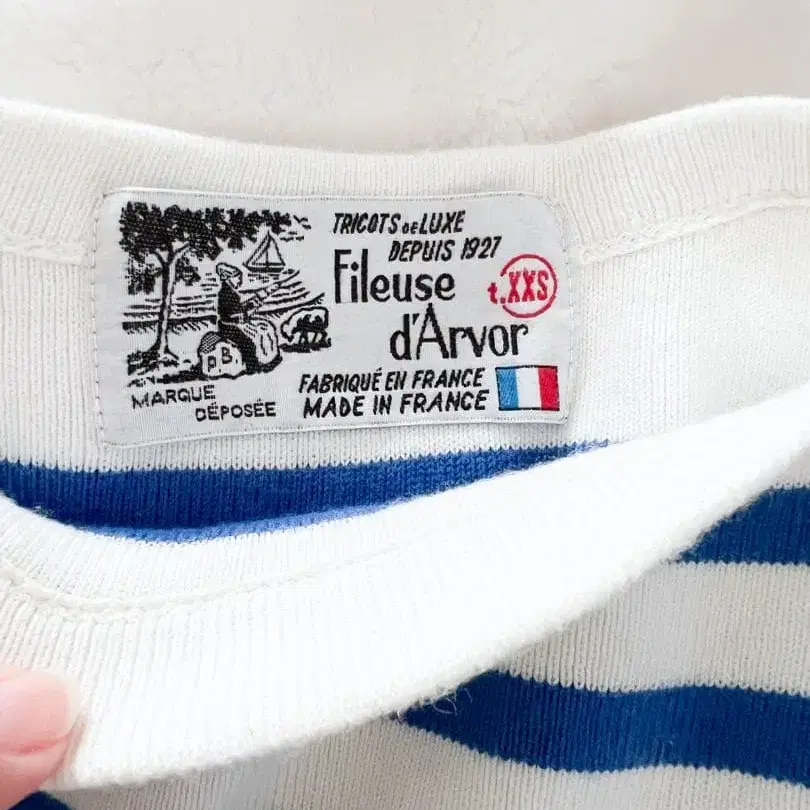 TRICOTS de LUXE
DEPUIS 1927
Fileuse
d'Arvor
t.XXS
P.B.
MARQUE
DÉPOSÉE
FABRIQUÉ EN FRANCE
MADE IN FRANCE